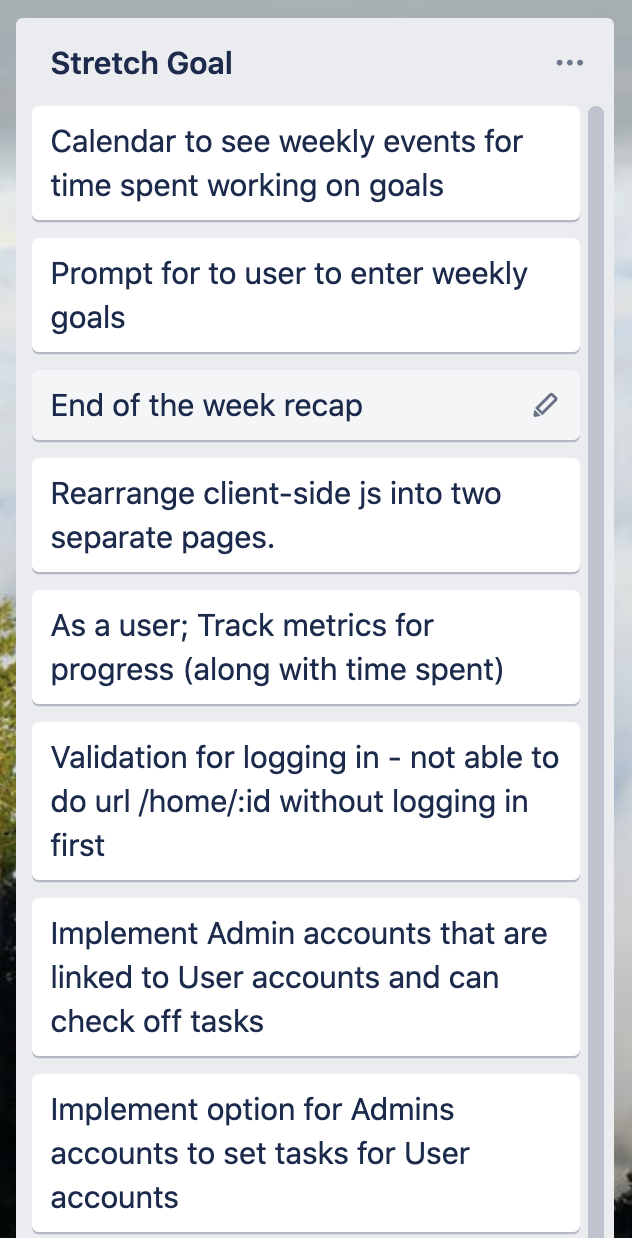 Stretch Goal
Calendar to see weekly events for
time spent working on goals
Prompt for to user to enter weekly
goals
End of the week recap
Rearrange client-side js into two
separate pages.
As a user; Track metrics for
progress (along with time spent)
Validation for logging in - not able to
do url /home/:id without logging in
first
Implement Admin accounts that are
linked to User accounts and can
check off tasks
Implement option for Admins
accounts to set tasks for User
accounts